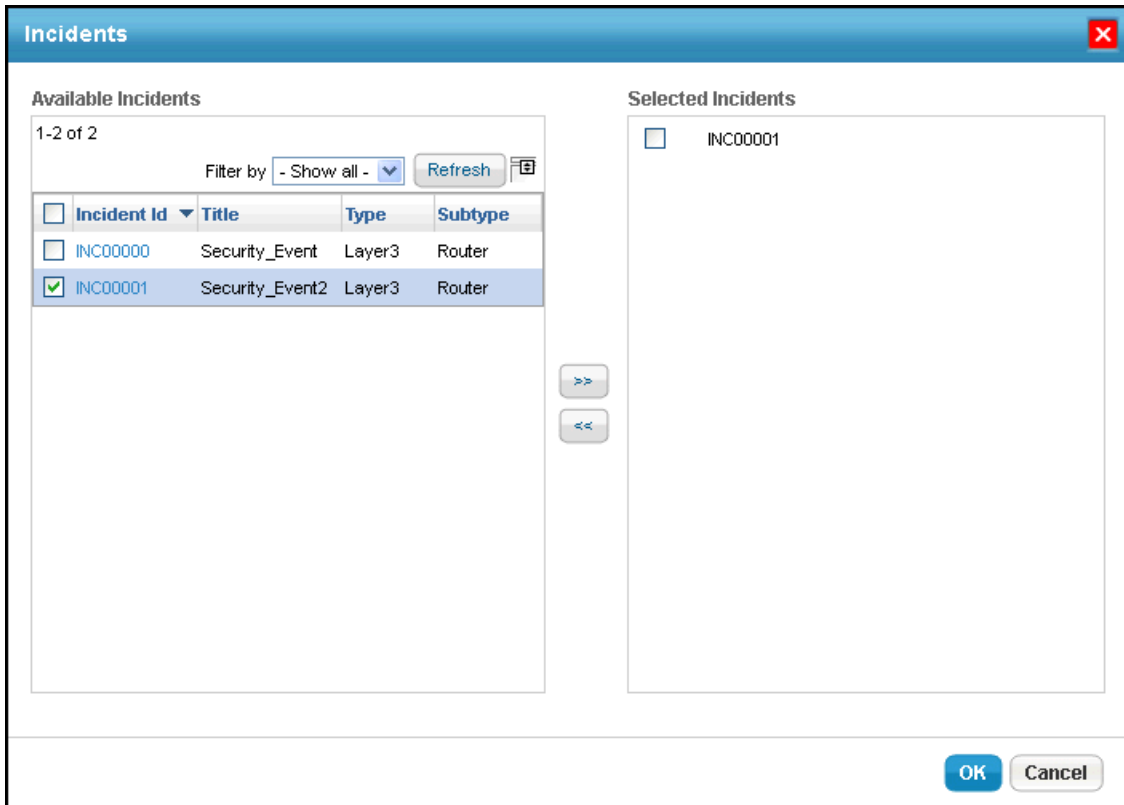 Incidents
Available Incidents
1-2 of 2
Filter by - Show all - Refresh
Incident Id Title Type Subtype
INC00000 Security_Event Layer3 Router
INC00001 Security_Event2 Layer3 Router
>>
<<
Selected Incidents
INC00001
OK Cancel